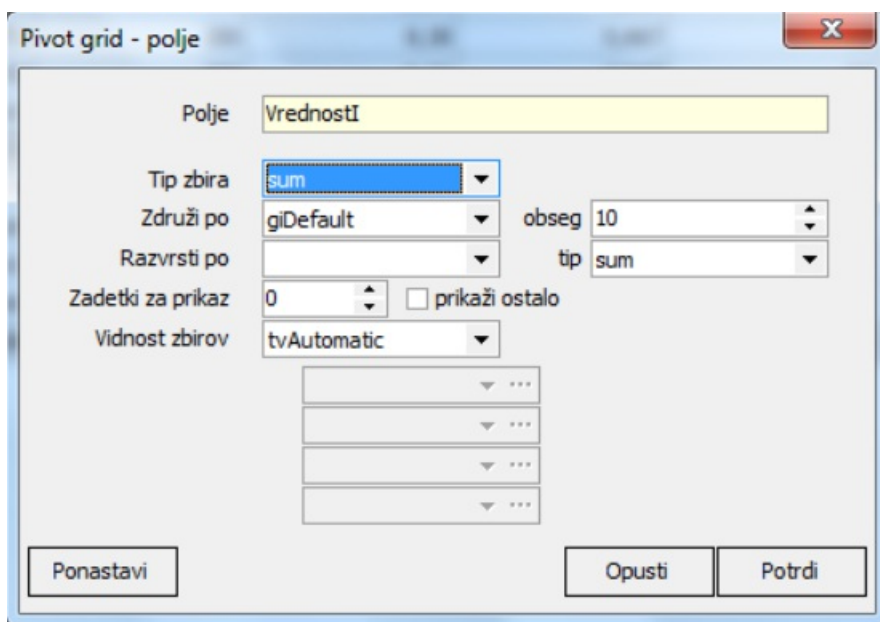 Pivot grid - polje
Polje VrednostI
Tip zbira sum
Združi po giDefault obseg 10
Razvrsti po tip sum
Zadetki za prikaz 0 prikaži ostalo
Vidnost zbirov tvAutomatic
Ponastavi Opusti Potrdi